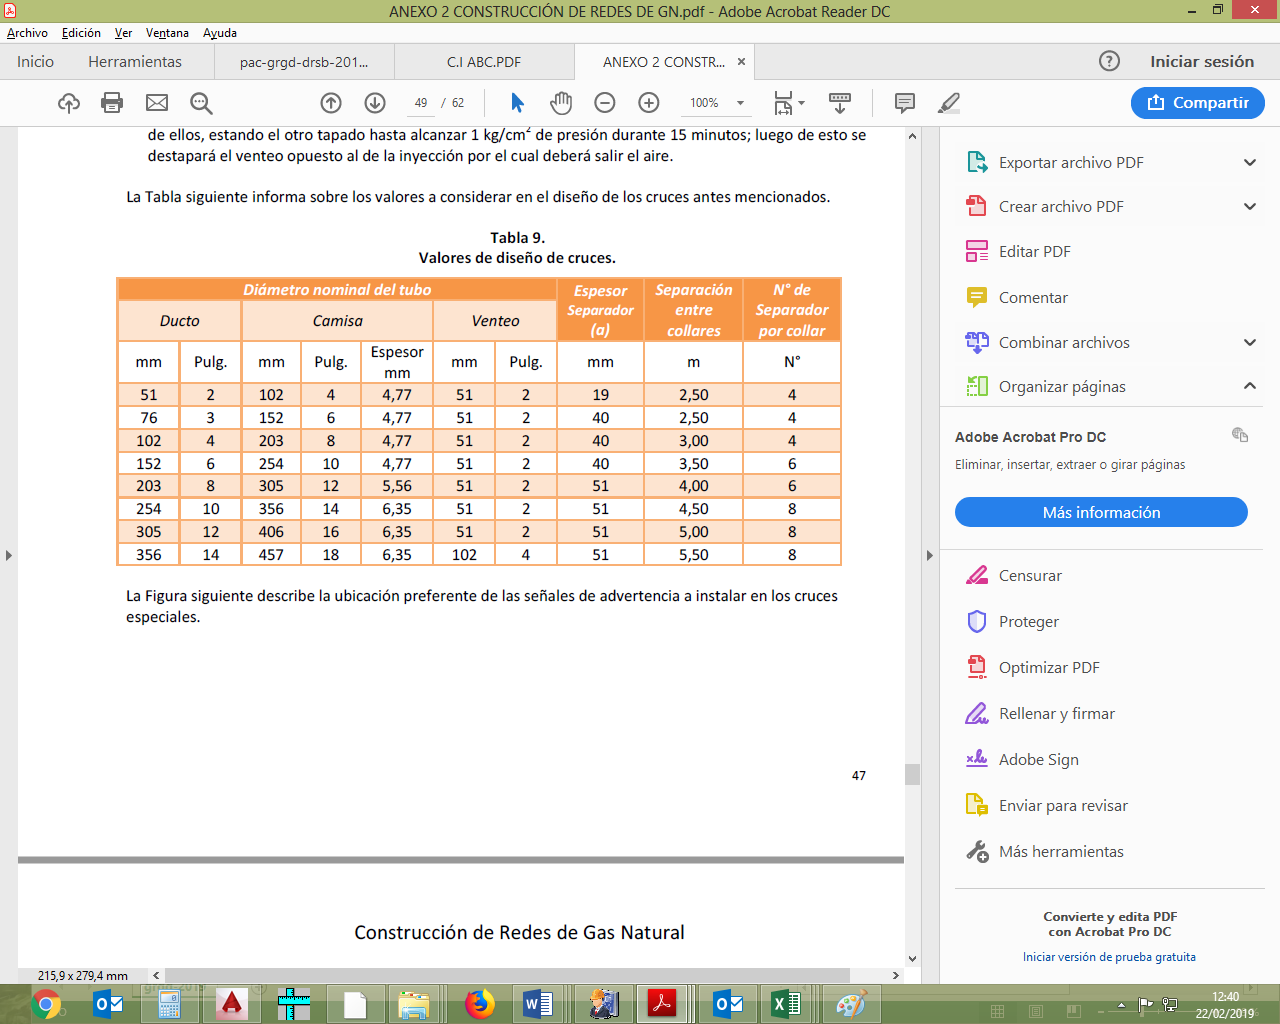 ANEXO 2 CONSTRUCCIÓN DE REDES DE GN.pdf - Adobe Acrobat Reader DC
Archivo Edición Ver Ventana Ayuda
Inicio Herramientas pac-grgd-drsb-201... C.I ABC.PDF ANEXO 2 CONSTR... Iniciar sesión
49 / 62 100% Compartir
de ellos, estando el otro tapado hasta alcanzar 1 kg/cm² de presión durante 15 minutos; luego de esto se
destapará el venteo opuesto al de la inyección por el cual deberá salir el aire.
La Tabla siguiente informa sobre los valores a considerar en el diseño de los cruces antes mencionados.
Tabla 9.
Valores de diseño de cruces.
Diámetro nominal del tubo Espesor Separador (a) Separación entre collares N° de Separador por collar
Ducto Camisa Venteo
mm Pulg. mm Pulg. Espesor mm mm Pulg. mm m N°
51 2 102 4 4,77 51 2 19 2,50 4
76 3 152 6 4,77 51 2 40 2,50 4
102 4 203 8 4,77 51 2 40 3,00 4
152 6 254 10 4,77 51 2 40 3,50 6
203 8 305 12 5,56 51 2 51 4,00 6
254 10 356 14 6,35 51 2 51 4,50 8
305 12 406 16 6,35 51 2 51 5,00 8
356 14 457 18 6,35 102 4 51 5,50 8
La Figura siguiente describe la ubicación preferente de las señales de advertencia a instalar en los cruces
especiales.
47
Construcción de Redes de Gas Natural
215,9 x 279,4 mm
Exportar archivo PDF
Crear archivo PDF
Editar PDF
Comentar
Combinar archivos
Organizar páginas
Adobe Acrobat Pro DC
Eliminar, insertar, extraer o girar páginas
Más información
Censurar
Proteger
Optimizar PDF
Rellenar y firmar
Adobe Sign
Enviar para revisar
Más herramientas
Convierte y edita PDF
con Acrobat Pro DC
Iniciar versión de prueba gratuita
12:40
22/02/2019